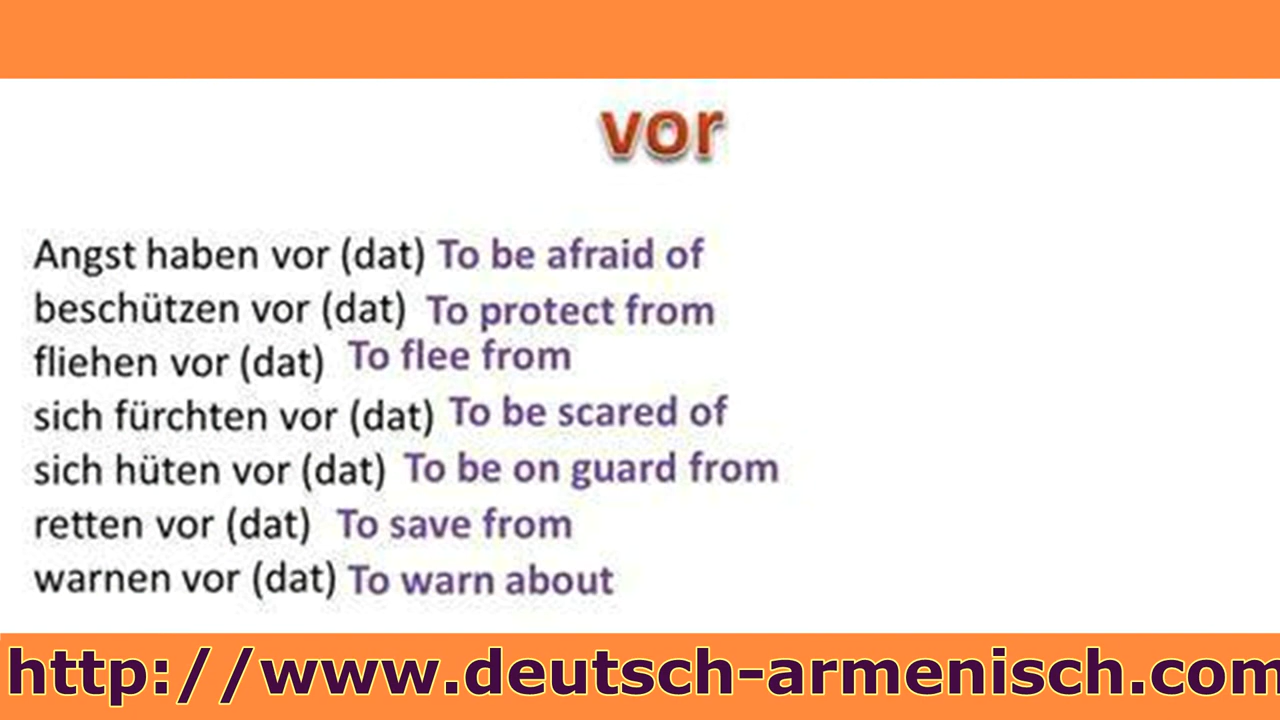 vor
Angst haben vor (dat) To be afraid of
beschützen vor (dat) To protect from
fliehen vor (dat) To flee from
sich fürchten vor (dat) To be scared of
sich hüten vor (dat) To be on guard from
retten vor (dat) To save from
warnen vor (dat) To warn about
http://www.deutsch-armenisch.com